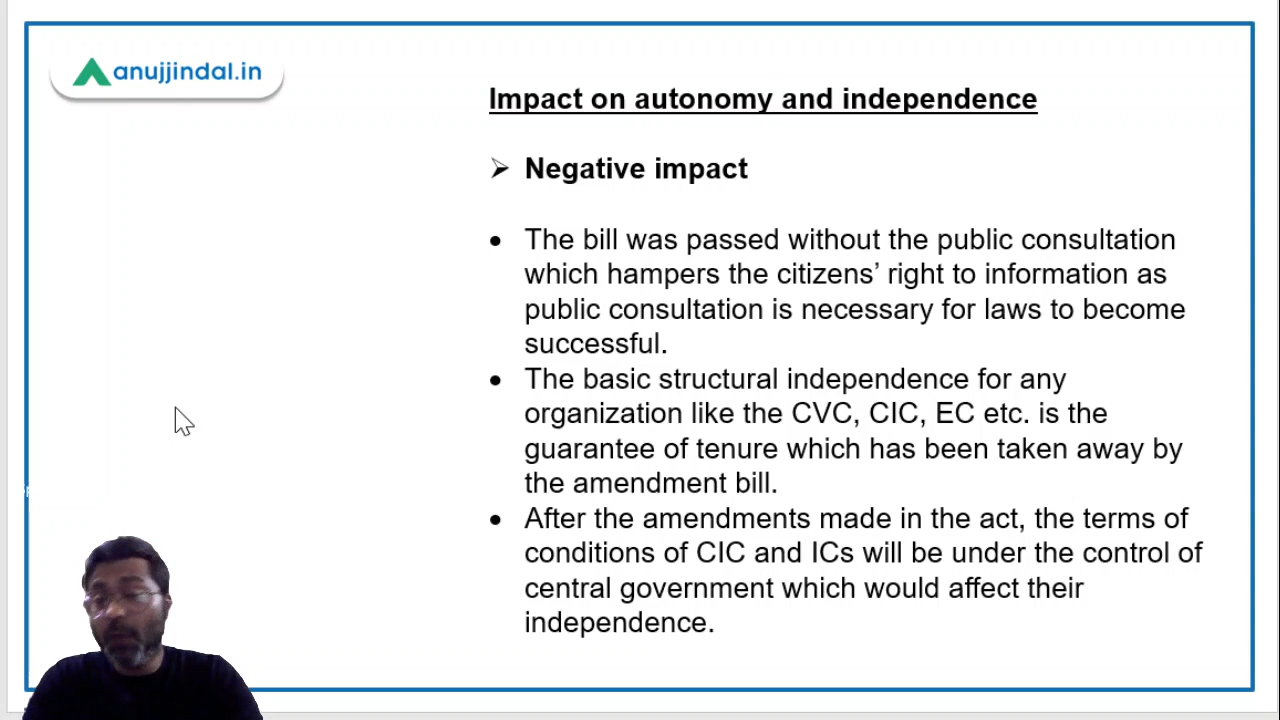 anujjindal.in
Impact on autonomy and independence
➢ Negative impact
• The bill was passed without the public consultation
which hampers the citizens’ right to information as
public consultation is necessary for laws to become
successful.
• The basic structural independence for any
organization like the CVC, CIC, EC etc. is the
guarantee of tenure which has been taken away by
the amendment bill.
• After the amendments made in the act, the terms of
conditions of CIC and ICs will be under the control of
central government which would affect their
independence.